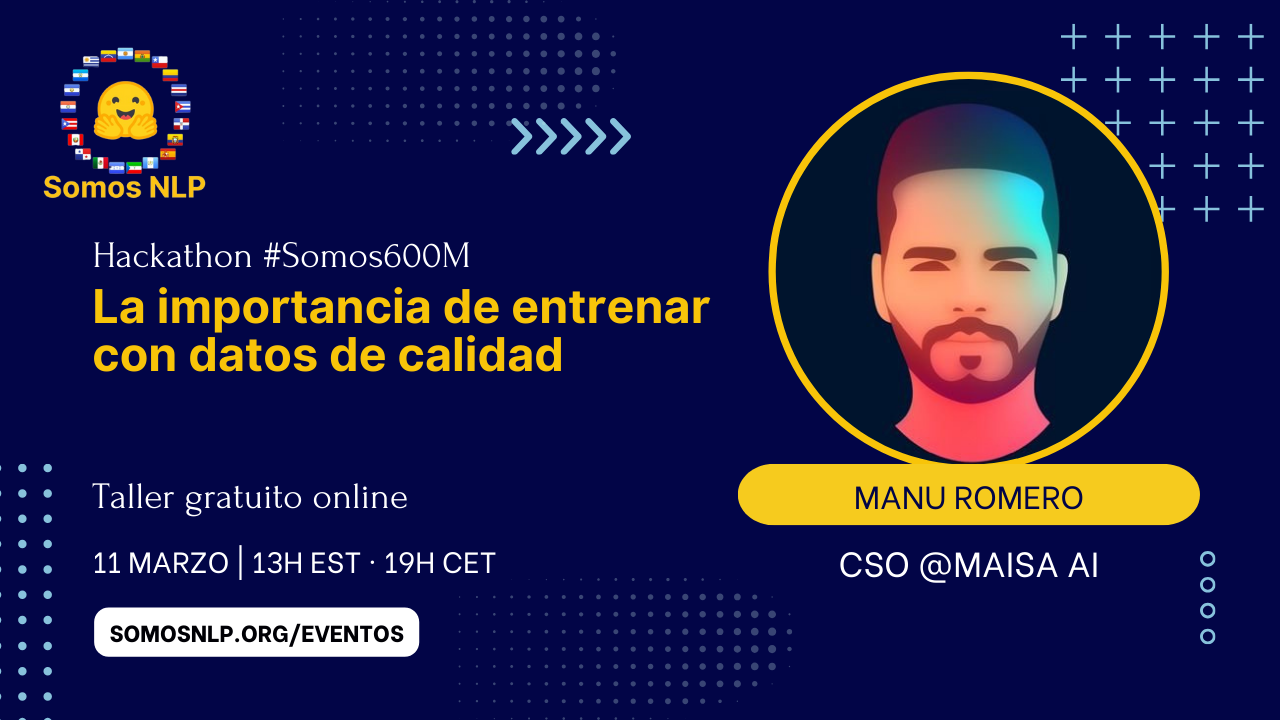 Somos NLP
Hackathon #Somos600M
La importancia de entrenar
con datos de calidad
Taller gratuito online
11 MARZO | 13H EST · 19H CET
SOMOSNLP.ORG/EVENTOS
MANU ROMERO
CSO @MAISA AI